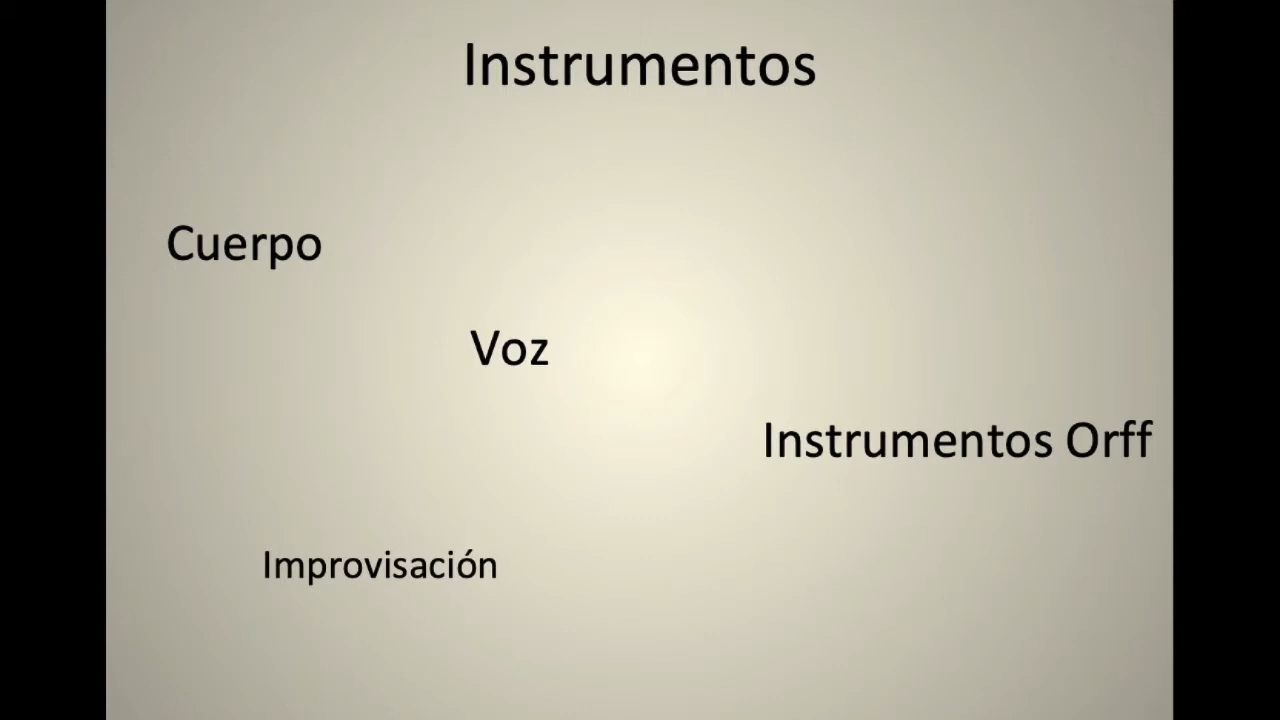 Instrumentos
Cuerpo
Voz
Instrumentos Orff
Improvisación